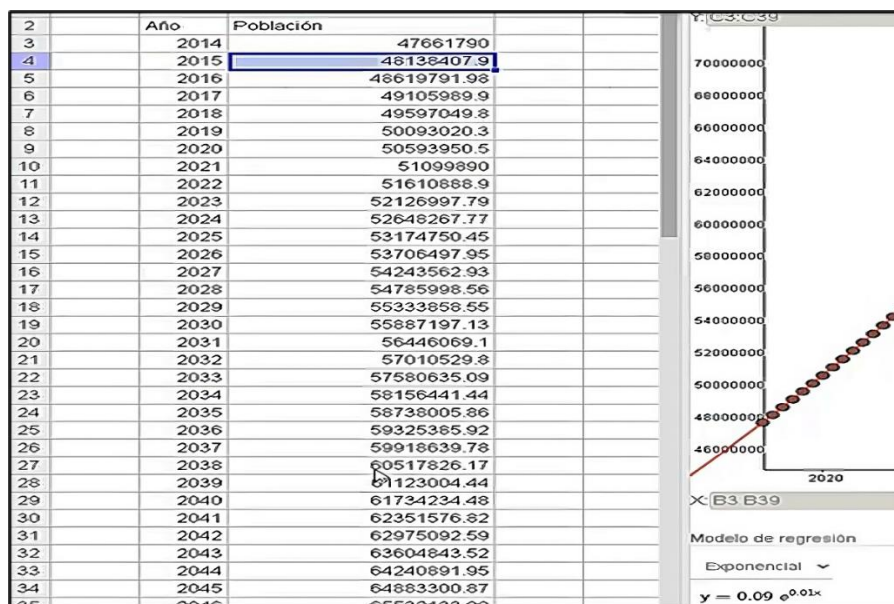 2 Año Población
3 2014 47661790
4 2015 48138407.9
5 2016 48619791.98
6 2017 49105989.9
7 2018 49597049.8
8 2019 50093020.3
9 2020 50593950.5
10 2021 51099890
11 2022 51610888.9
12 2023 52126997.79
13 2024 52648267.77
14 2025 53174750.45
15 2026 53706497.95
16 2027 54243562.93
17 2028 54785998.56
18 2029 55333858.55
19 2030 55887197.13
20 2031 56446069.1
21 2032 57010529.8
22 2033 57580635.09
23 2034 58156441.44
24 2035 58738005.86
25 2036 59325385.92
26 2037 59918639.78
27 2038 60517826.17
28 2039 61123004.44
29 2040 61734234.48
30 2041 62351576.82
31 2042 62975092.59
32 2043 63604843.52
33 2044 64240891.95
34 2045 64883300.87
Y: C3:C39
70000000
68000000
66000000
64000000
62000000
60000000
58000000
56000000
54000000
52000000
50000000
48000000
46000000
2020
X: B3 B39
Modelo de regresión
Exponencial
y = 0.09 e^0.01x